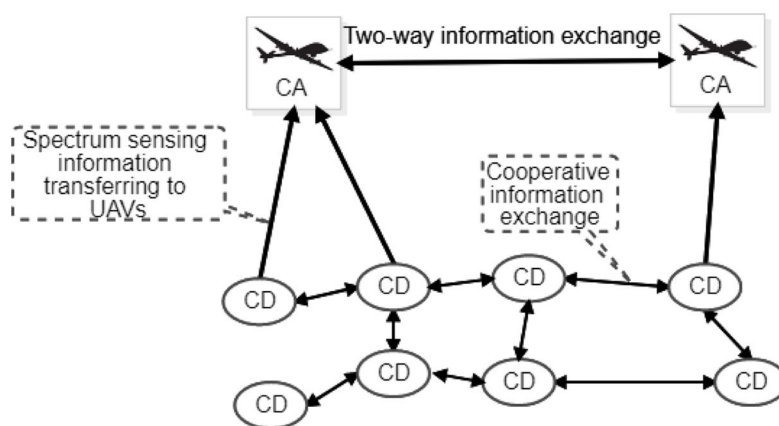 Two-way information exchange
CA
CA
Spectrum sensing
information
transferring to
UAVs
Cooperative
information
exchange
CD
CD
CD
CD
CD
CD
CD
CD